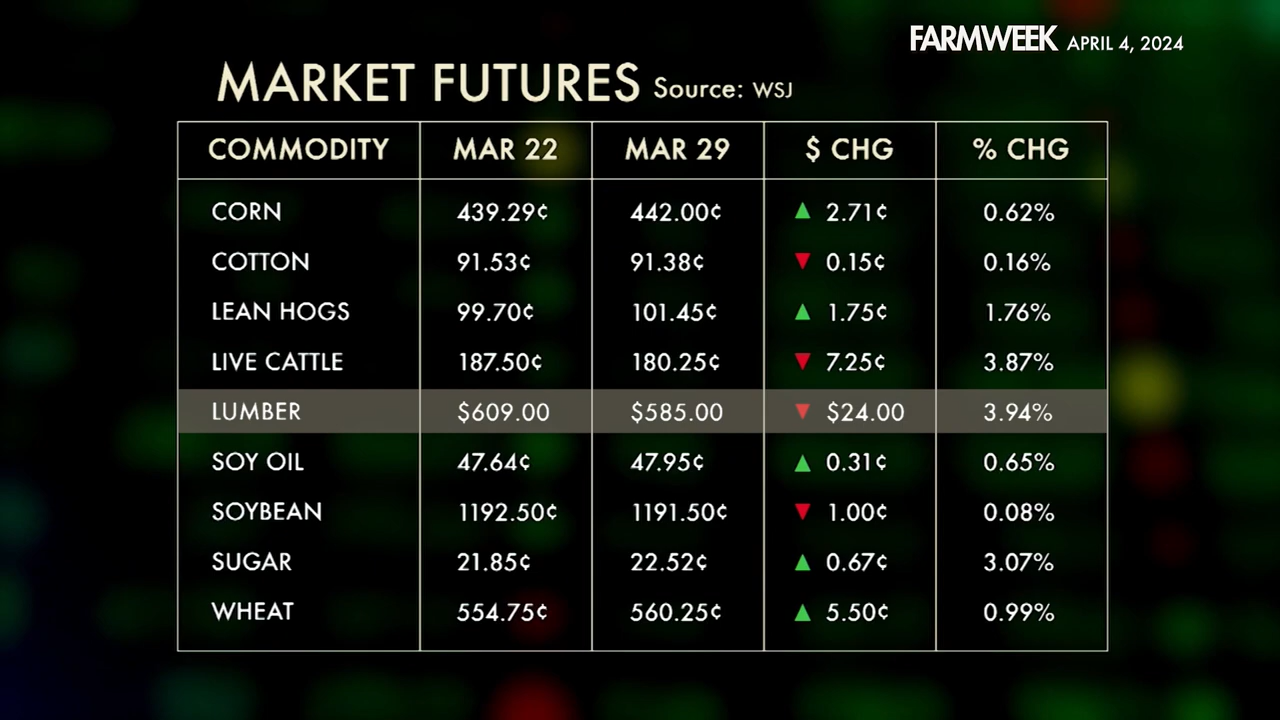 FARMWEEK APRIL 4, 2024
MARKET FUTURES Source: WSJ
COMMODITY MAR 22 MAR 29 $ CHG % CHG
CORN 439.29¢ 442.00¢ ▲ 2.71¢ 0.62%
COTTON 91.53¢ 91.38¢ ▼ 0.15¢ 0.16%
LEAN HOGS 99.70¢ 101.45¢ ▲ 1.75¢ 1.76%
LIVE CATTLE 187.50¢ 180.25¢ ▼ 7.25¢ 3.87%
LUMBER $609.00 $585.00 ▼ $24.00 3.94%
SOY OIL 47.64¢ 47.95¢ ▲ 0.31¢ 0.65%
SOYBEAN 1192.50¢ 1191.50¢ ▼ 1.00¢ 0.08%
SUGAR 21.85¢ 22.52¢ ▲ 0.67¢ 3.07%
WHEAT 554.75¢ 560.25¢ ▲ 5.50¢ 0.99%